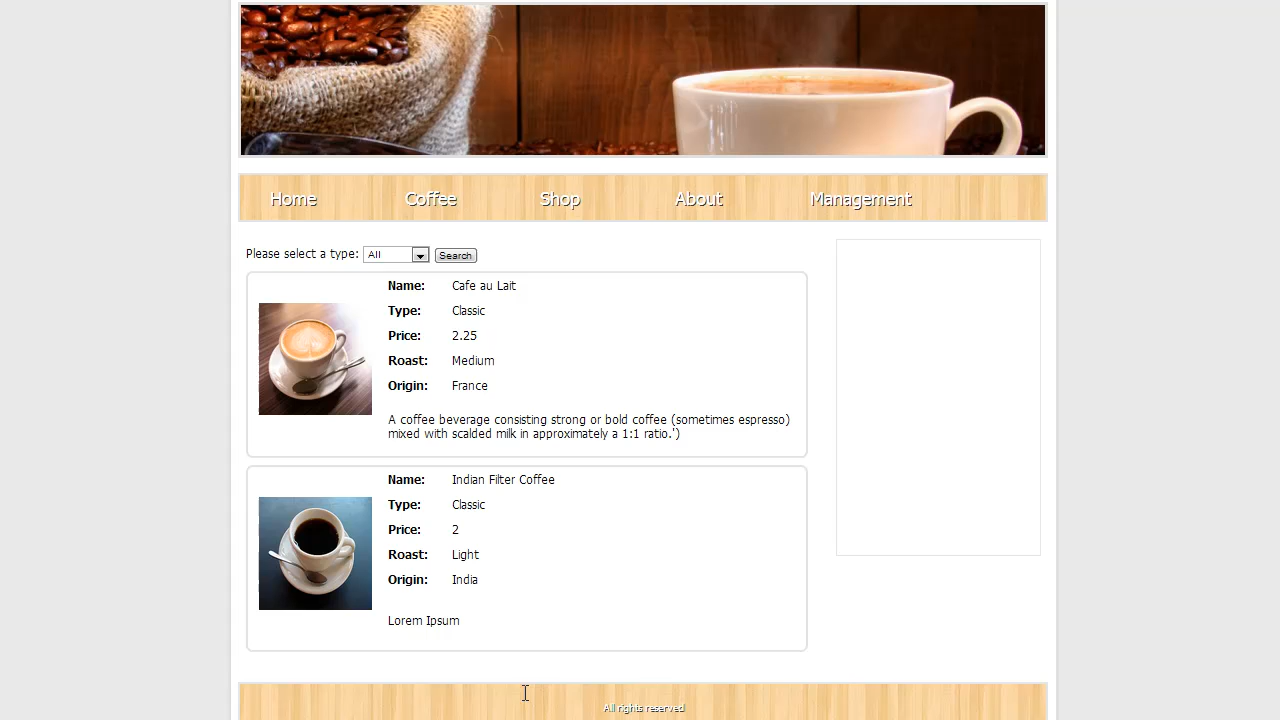 Home Coffee Shop About Management
Please select a type: All Search
Name: Cafe au Lait
Type: Classic
Price: 2.25
Roast: Medium
Origin: France
A coffee beverage consisting strong or bold coffee (sometimes espresso)
mixed with scalded milk in approximately a 1:1 ratio.')
Name: Indian Filter Coffee
Type: Classic
Price: 2
Roast: Light
Origin: India
Lorem Ipsum
All rights reserved